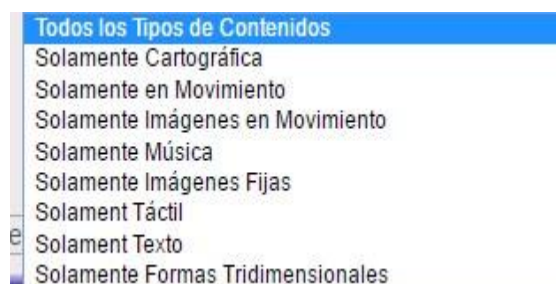 Todos los Tipos de Contenidos
Solamente Cartográfica
Solamente en Movimiento
Solamente Imágenes en Movimiento
Solamente Música
Solamente Imágenes Fijas
Solament Táctil
Solament Texto
Solamente Formas Tridimensionales